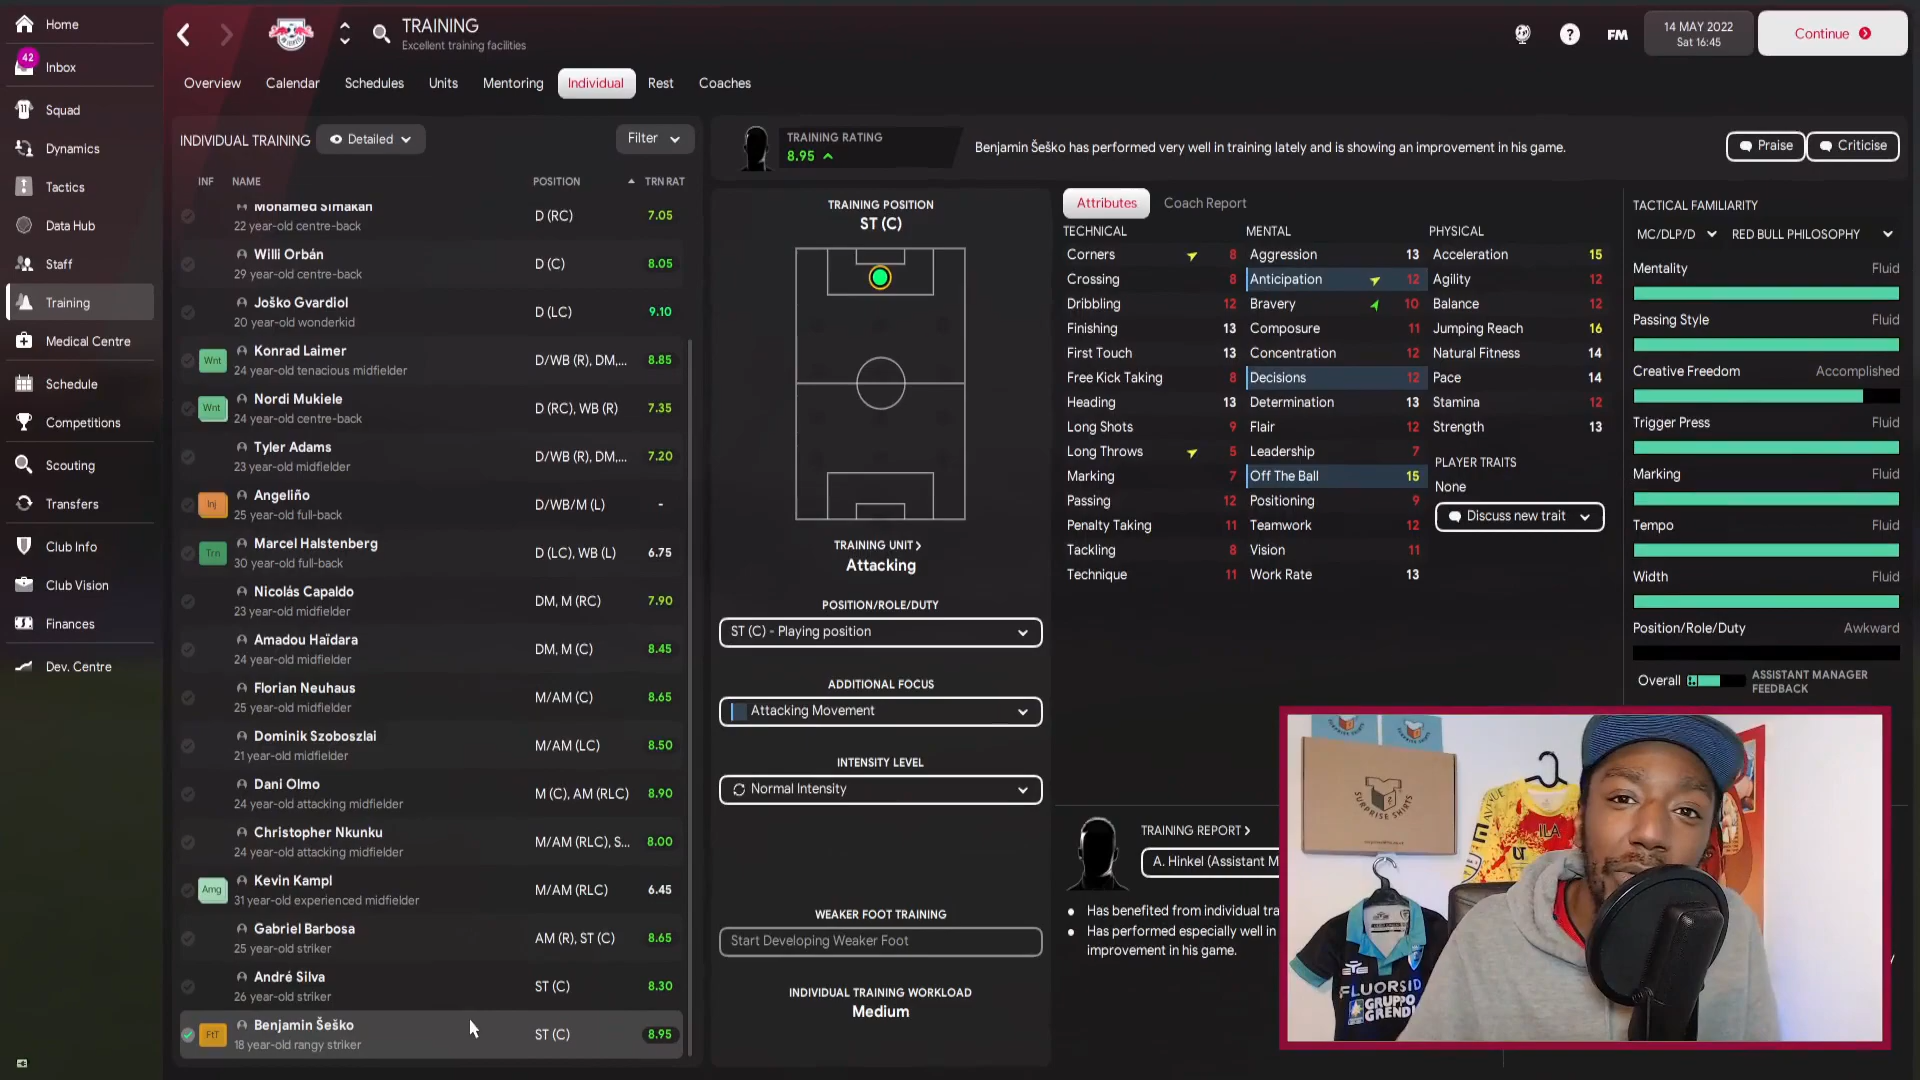 Home
42
Inbox
Squad
Dynamics
Tactics
Data Hub
Staff
Training
Medical Centre
Schedule
Competitions
Scouting
Transfers
Club Info
Club Vision
Finances
Dev. Centre
TRAINING
Excellent training facilities
FM
14 MAY 2022
Sat 16:45
Continue
Overview Calendar Schedules Units Mentoring Individual Rest Coaches
INDIVIDUAL TRAINING Detailed Filter
INF NAME POSITION TRN RAT
Mohamed Simakan D (RC) 7.05
22 year-old centre-back
Willi Orbán D (C) 8.05
29 year-old centre-back
Joško Gvardiol D (LC) 9.10
20 year-old wonderkid
Wnt Konrad Laimer D/WB (R), DM,... 8.85
24 year-old tenacious midfielder
Wnt Nordi Mukiele D (RC), WB (R) 7.35
24 year-old centre-back
Tyler Adams D/WB (R), DM,... 7.20
23 year-old midfielder
Inj Angeliño D/WB/M (L) -
25 year-old full-back
Trn Marcel Halstenberg D (LC), WB (L) 6.75
30 year-old full-back
Nicolás Capaldo DM, M (RC) 7.90
23 year-old midfielder
Amadou Haïdara DM, M (C) 8.45
24 year-old midfielder
Florian Neuhaus M/AM (C) 8.65
25 year-old midfielder
Dominik Szoboszlai M/AM (LC) 8.50
21 year-old midfielder
Dani Olmo M (C), AM (RLC) 8.90
24 year-old attacking midfielder
Christopher Nkunku M/AM (RLC), S... 8.00
24 year-old attacking midfielder
Amg Kevin Kampl M/AM (RLC) 6.45
31 year-old experienced midfielder
Gabriel Barbosa AM (R), ST (C) 8.65
25 year-old striker
André Silva ST (C) 8.30
26 year-old striker
FtT Benjamin Šeško ST (C) 8.95
18 year-old rangy striker
TRAINING RATING
8.95
Benjamin Šeško has performed very well in training lately and is showing an improvement in his game.
Praise Criticise
TRAINING POSITION
ST (C)
TRAINING UNIT
Attacking
POSITION/ROLE/DUTY
ST (C) - Playing position
ADDITIONAL FOCUS
Attacking Movement
INTENSITY LEVEL
Normal Intensity
WEAKER FOOT TRAINING
Start Developing Weaker Foot
INDIVIDUAL TRAINING WORKLOAD
Medium
Attributes Coach Report
TECHNICAL MENTAL PHYSICAL
Corners 8 Aggression 13 Acceleration 15
Crossing 8 Anticipation 12 Agility 12
Dribbling 12 Bravery 10 Balance 12
Finishing 13 Composure 11 Jumping Reach 16
First Touch 13 Concentration 12 Natural Fitness 14
Free Kick Taking 8 Decisions 12 Pace 14
Heading 13 Determination 13 Stamina 12
Long Shots 9 Flair 12 Strength 13
Long Throws 5 Leadership 7
Marking 7 Off The Ball 15
Passing 12 Positioning 9
Penalty Taking 11 Teamwork 12
Tackling 8 Vision 11
Technique 11 Work Rate 13
PLAYER TRAITS
None
Discuss new trait
TACTICAL FAMILIARITY
MC/DLP/D RED BULL PHILOSOPHY
Mentality Fluid
Passing Style Fluid
Creative Freedom Accomplished
Trigger Press Fluid
Marking Fluid
Tempo Fluid
Width Fluid
Position/Role/Duty Awkward
Overall ASSISTANT MANAGER
FEEDBACK
TRAINING REPORT
A. Hinkel (Assistant M
Has benefited from individual tra
Has performed especially well in
improvement in his game.
SURPRISE SHIRTS
ILA
FLUORSID
GRUPPO
GREND